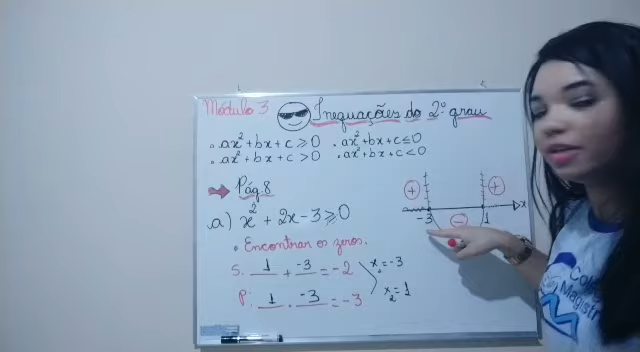 Módulo 3 Inequações do 2º grau
• ax² + bx + c ≥ 0 • ax² + bx + c ≤ 0
• ax² + bx + c > 0 • ax² + bx + c < 0
Pág. 8
a) x² + 2x - 3 ≥ 0
• Encontrar os zeros.
S: 1 + -3 = -2
P: 1 . -3 = -3
x₁ = -3
x₂ = 1
+ +
-3 - 1 x
Magist